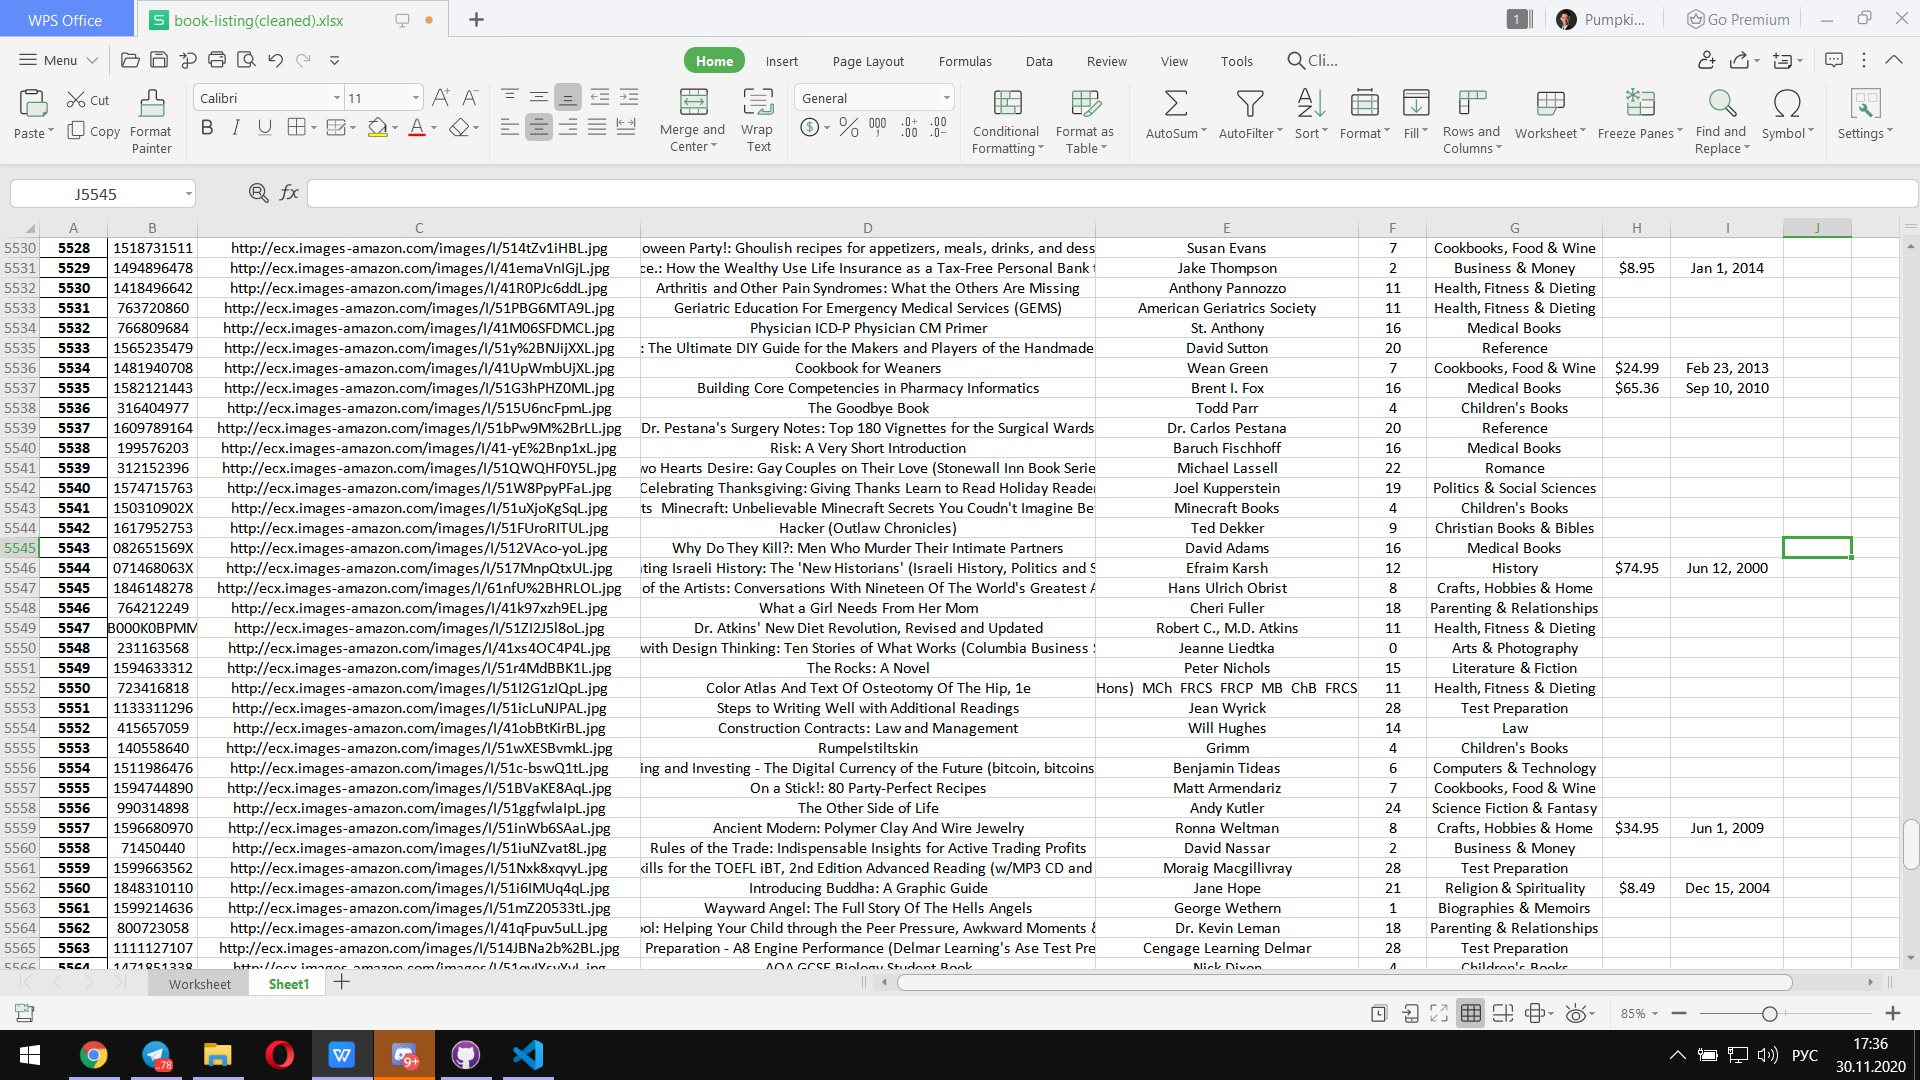 WPS Office
book-listing(cleaned).xlsx
1
Pumpki...
Go Premium
Menu
Home
Insert
Page Layout
Formulas
Data
Review
View
Tools
Cli...
Paste
Cut
Copy
Format Painter
Calibri
11
Merge and Center
Wrap Text
General
Conditional Formatting
Format as Table
AutoSum
AutoFilter
Sort
Format
Fill
Rows and Columns
Worksheet
Freeze Panes
Find and Replace
Symbol
Settings
J5545
fx
A B C D E F G H I J
5530 5528 1518731511 http://ecx.images-amazon.com/images/I/514tZv1iHBL.jpg oween Party!: Ghoulish recipes for appetizers, meals, drinks, and dess Susan Evans 7 Cookbooks, Food & Wine
5531 5529 1494896478 http://ecx.images-amazon.com/images/I/41emaVnIGjL.jpg ce.: How the Wealthy Use Life Insurance as a Tax-Free Personal Bank Jake Thompson 2 Business & Money $8.95 Jan 1, 2014
5532 5530 1418496642 http://ecx.images-amazon.com/images/I/41R0PJc6ddL.jpg Arthritis and Other Pain Syndromes: What the Others Are Missing Anthony Pannozzo 11 Health, Fitness & Dieting
5533 5531 763720860 http://ecx.images-amazon.com/images/I/51PBG6MTA9L.jpg Geriatric Education For Emergency Medical Services (GEMS) American Geriatrics Society 11 Health, Fitness & Dieting
5534 5532 766809684 http://ecx.images-amazon.com/images/I/41M06SFDMCL.jpg Physician ICD-P Physician CM Primer St. Anthony 16 Medical Books
5535 5533 1565235479 http://ecx.images-amazon.com/images/I/51y%2BNJijXXL.jpg : The Ultimate DIY Guide for the Makers and Players of the Handmade David Sutton 20 Reference
5536 5534 1481940708 http://ecx.images-amazon.com/images/I/41UpWmbUjXL.jpg Cookbook for Weaners Wean Green 7 Cookbooks, Food & Wine $24.99 Feb 23, 2013
5537 5535 1582121443 http://ecx.images-amazon.com/images/I/51G3hPHZ0ML.jpg Building Core Competencies in Pharmacy Informatics Brent I. Fox 16 Medical Books $65.36 Sep 10, 2010
5538 5536 316404977 http://ecx.images-amazon.com/images/I/515U6ncFpmL.jpg The Goodbye Book Todd Parr 4 Children's Books
5539 5537 1609789164 http://ecx.images-amazon.com/images/I/51bPw9M%2BrLL.jpg Dr. Pestana's Surgery Notes: Top 180 Vignettes for the Surgical Wards Dr. Carlos Pestana 20 Reference
5540 5538 199576203 http://ecx.images-amazon.com/images/I/41-yE%2Bnp1xL.jpg Risk: A Very Short Introduction Baruch Fischhoff 16 Medical Books
5541 5539 312152396 http://ecx.images-amazon.com/images/I/51QWQHF0Y5L.jpg wo Hearts Desire: Gay Couples on Their Love (Stonewall Inn Book Serie Michael Lassell 22 Romance
5542 5540 1574715763 http://ecx.images-amazon.com/images/I/51W8PpyPFaL.jpg Celebrating Thanksgiving: Giving Thanks Learn to Read Holiday Reader Joel Kupperstein 19 Politics & Social Sciences
5543 5541 150310902X http://ecx.images-amazon.com/images/I/51uXjoKgSqL.jpg ts Minecraft: Unbelievable Minecraft Secrets You Coudn't Imagine Be Minecraft Books 4 Children's Books
5544 5542 1617952753 http://ecx.images-amazon.com/images/I/51FUroRITUL.jpg Hacker (Outlaw Chronicles) Ted Dekker 9 Christian Books & Bibles
5545 5543 082651569X http://ecx.images-amazon.com/images/I/512VAco-yoL.jpg Why Do They Kill?: Men Who Murder Their Intimate Partners David Adams 16 Medical Books
5546 5544 071468063X http://ecx.images-amazon.com/images/I/517MnpQtxUL.jpg ting Israeli History: The 'New Historians' (Israeli History, Politics and S Efraim Karsh 12 History $74.95 Jun 12, 2000
5547 5545 1846148278 http://ecx.images-amazon.com/images/I/61nfU%2BHRLOL.jpg of the Artists: Conversations With Nineteen Of The World's Greatest A Hans Ulrich Obrist 8 Crafts, Hobbies & Home
5548 5546 764212249 http://ecx.images-amazon.com/images/I/41k97xzh9EL.jpg What a Girl Needs From Her Mom Cheri Fuller 18 Parenting & Relationships
5549 5547 B000K0BPMM http://ecx.images-amazon.com/images/I/51ZI2J5l8oL.jpg Dr. Atkins' New Diet Revolution, Revised and Updated Robert C., M.D. Atkins 11 Health, Fitness & Dieting
5550 5548 231163568 http://ecx.images-amazon.com/images/I/41xs4OC4P4L.jpg with Design Thinking: Ten Stories of What Works (Columbia Business S Jeanne Liedtka 0 Arts & Photography
5551 5549 1594633312 http://ecx.images-amazon.com/images/I/51r4MdBBK1L.jpg The Rocks: A Novel Peter Nichols 15 Literature & Fiction
5552 5550 723416818 http://ecx.images-amazon.com/images/I/51I2G1zIQpL.jpg Color Atlas And Text Of Osteotomy Of The Hip, 1e Hons) MCh FRCS FRCP MB ChB FRCS 11 Health, Fitness & Dieting
5553 5551 1133311296 http://ecx.images-amazon.com/images/I/51icLuNJPAL.jpg Steps to Writing Well with Additional Readings Jean Wyrick 28 Test Preparation
5554 5552 415657059 http://ecx.images-amazon.com/images/I/41obBtKirBL.jpg Construction Contracts: Law and Management Will Hughes 14 Law
5555 5553 140558640 http://ecx.images-amazon.com/images/I/51wXESBvmkL.jpg Rumpelstiltskin Grimm 4 Children's Books
5556 5554 1511986476 http://ecx.images-amazon.com/images/I/51c-bswQ1tL.jpg ing and Investing - The Digital Currency of the Future (bitcoin, bitcoins Benjamin Tideas 6 Computers & Technology
5557 5555 1594744890 http://ecx.images-amazon.com/images/I/51BVaKE8AqL.jpg On a Stick!: 80 Party-Perfect Recipes Matt Armendariz 7 Cookbooks, Food & Wine
5558 5556 990314898 http://ecx.images-amazon.com/images/I/51ggfwIaIpL.jpg The Other Side of Life Andy Kutler 24 Science Fiction & Fantasy
5559 5557 1596680970 http://ecx.images-amazon.com/images/I/51inWb6SAaL.jpg Ancient Modern: Polymer Clay And Wire Jewelry Ronna Weltman 8 Crafts, Hobbies & Home $34.95 Jun 1, 2009
5560 5558 71450440 http://ecx.images-amazon.com/images/I/51iuNZvat8L.jpg Rules of the Trade: Indispensable Insights for Active Trading Profits David Nassar 2 Business & Money
5561 5559 1599663562 http://ecx.images-amazon.com/images/I/51Nxk8xqvyL.jpg kills for the TOEFL iBT, 2nd Edition Advanced Reading (w/MP3 CD and Moraig Macgillivray 28 Test Preparation
5562 5560 1848310110 http://ecx.images-amazon.com/images/I/51i6IMUq4qL.jpg Introducing Buddha: A Graphic Guide Jane Hope 21 Religion & Spirituality $8.49 Dec 15, 2004
5563 5561 1599214636 http://ecx.images-amazon.com/images/I/51mZ20533tL.jpg Wayward Angel: The Full Story Of The Hells Angels George Wethern 1 Biographies & Memoirs
5564 5562 800723058 http://ecx.images-amazon.com/images/I/41qFpuv5uLL.jpg ol: Helping Your Child through the Peer Pressure, Awkward Moments & Dr. Kevin Leman 18 Parenting & Relationships
5565 5563 1111127107 http://ecx.images-amazon.com/images/I/514JBNa2b%2BL.jpg Preparation - A8 Engine Performance (Delmar Learning's Ase Test Pre Cengage Learning Delmar 28 Test Preparation
5566 5564 1471851338 AQA GCSE Biology Student Book Nick Dixon 4 Children's Books
Worksheet
Sheet1
85%
..78
9+
РУС
17:36
30.11.2020